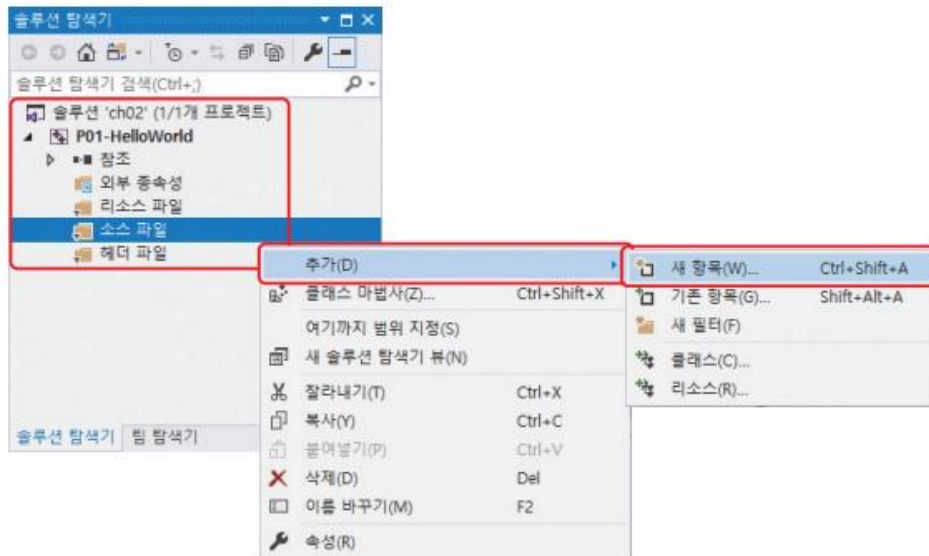 솔루션 탐색기
솔루션 탐색기 검색(Ctrl+;)
솔루션 'ch02' (1/1개 프로젝트)
P01-HelloWorld
참조
외부 종속성
리소스 파일
소스 파일
헤더 파일
솔루션 탐색기 팀 탐색기
추가(D)
클래스 마법사(Z)... Ctrl+Shift+X
여기까지 범위 지정(S)
새 솔루션 탐색기 뷰(N)
잘라내기(T) Ctrl+X
복사(Y) Ctrl+C
붙여넣기(P) Ctrl+V
삭제(D) Del
이름 바꾸기(M) F2
속성(R)
새 항목(W)... Ctrl+Shift+A
기존 항목(G)... Shift+Alt+A
새 필터(F)
클래스(C)...
리소스(R)...